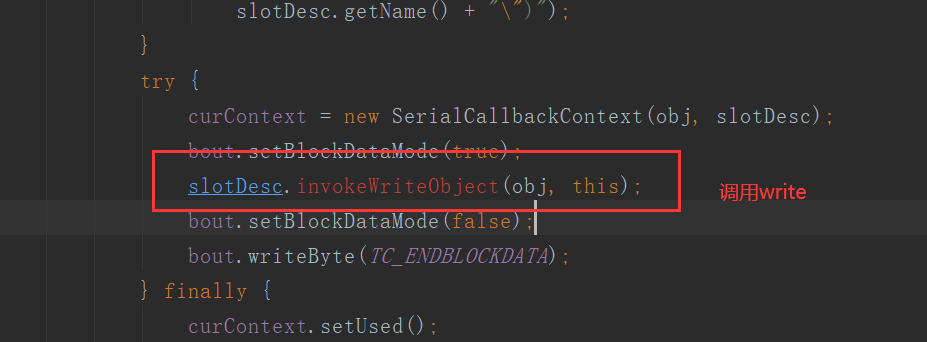 slotDesc.getName() + "\")");
}
try {
curContext = new SerialCallbackContext(obj, slotDesc);
bout.setBlockDataMode(true);
slotDesc.invokeWriteObject(obj, this);
调用write
bout.setBlockDataMode(false);
bout.writeByte(TC_ENDBLOCKDATA);
} finally {
curContext.setUsed();